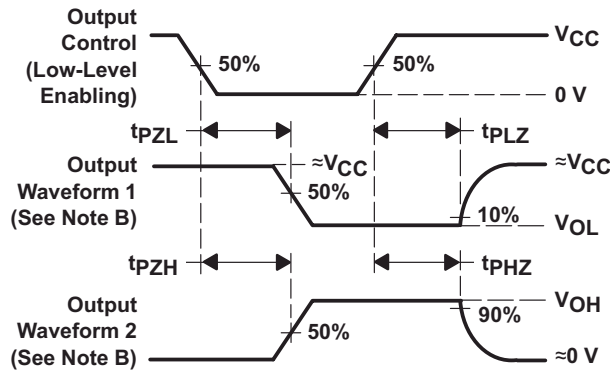 Output
Control
(Low-Level
Enabling)
50%
50%
VCC
0 V
tPZL
tPLZ
Output
Waveform 1
(See Note B)
≈VCC
50%
≈VCC
10%
VOL
tPZH
tPHZ
Output
Waveform 2
(See Note B)
50%
VOH
90%
≈0 V